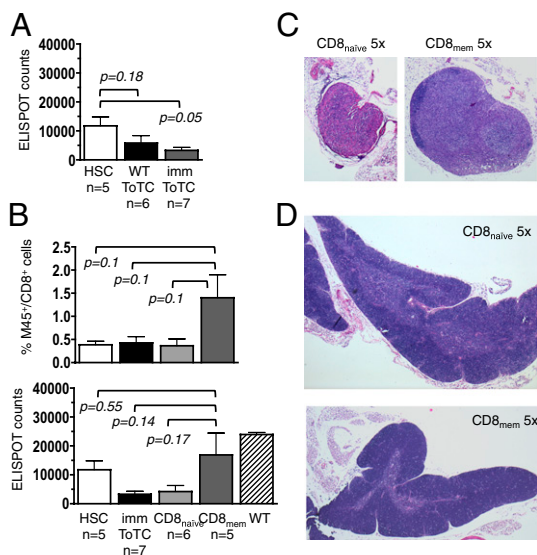 A
ELISPOT counts
40000
30000
20000
10000
0
p=0.18
p=0.05
HSC WT imm
ToTC ToTC
n=5 n=6 n=7
B
% M45+/CD8+ cells
2.5
2.0
1.5
1.0
0.5
0.0
p=0.1
p=0.1
p=0.1
ELISPOT counts
40000
30000
20000
10000
0
p=0.55
p=0.14
p=0.17
HSC imm CD8naïve CD8mem WT
n=5 ToTC n=6 n=5
n=7
C
CD8naïve 5x CD8mem 5x
D
CD8naïve 5x
CD8mem 5x